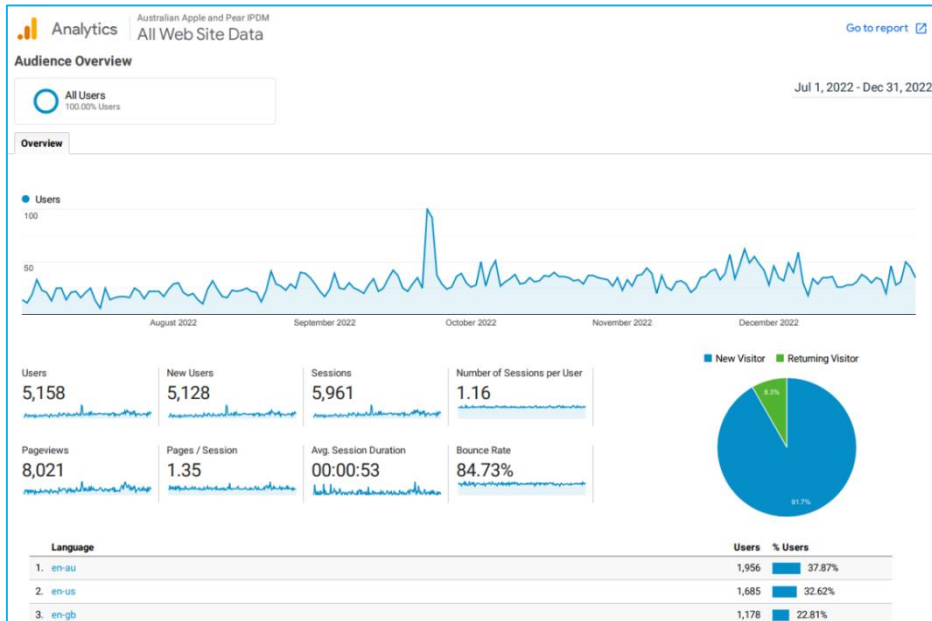 Analytics
Australian Apple and Pear IPDM
All Web Site Data
Go to report
Audience Overview
All Users
100.00% Users
Jul 1, 2022 - Dec 31, 2022
Overview
Users
100
50
August 2022 September 2022 October 2022 November 2022 December 2022
New Visitor Returning Visitor
Users New Users Sessions Number of Sessions per User
5,158 5,128 5,961 1.16
8.3%
Pageviews Pages / Session Avg. Session Duration Bounce Rate
8,021 1.35 00:00:53 84.73%
91.7%
Language Users % Users
1. en-au 1,956 37.87%
2. en-us 1,685 32.62%
3. en-gb 1,178 22.81%